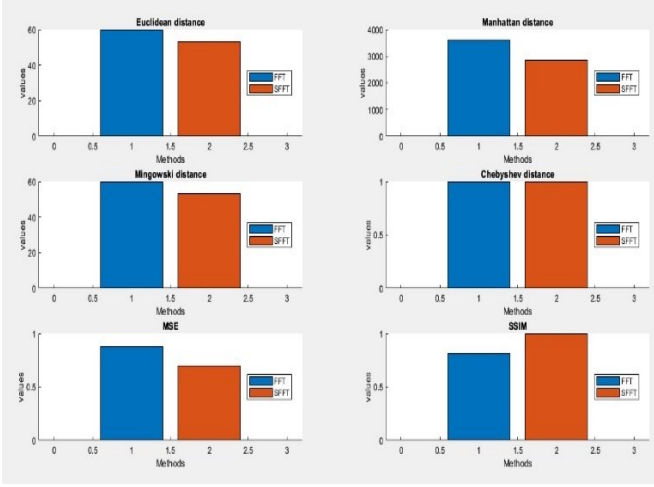 Euclidean distance
60
40
20
0
values
FFT
SFFT
0 0.5 1 1.5 2 2.5 3
Methods
Manhattan distance
4000
3000
2000
1000
0
values
FFT
SFFT
0 0.5 1 1.5 2 2.5 3
Methods
Mingowski distance
60
40
20
0
values
FFT
SFFT
0 0.5 1 1.5 2 2.5 3
Methods
Chebyshev distance
1
0.5
0
values
FFT
SFFT
0 0.5 1 1.5 2 2.5 3
Methods
MSE
1
0.5
0
values
FFT
SFFT
0 0.5 1 1.5 2 2.5 3
Methods
SSIM
1
0.5
0
values
FFT
SFFT
0 0.5 1 1.5 2 2.5 3
Methods